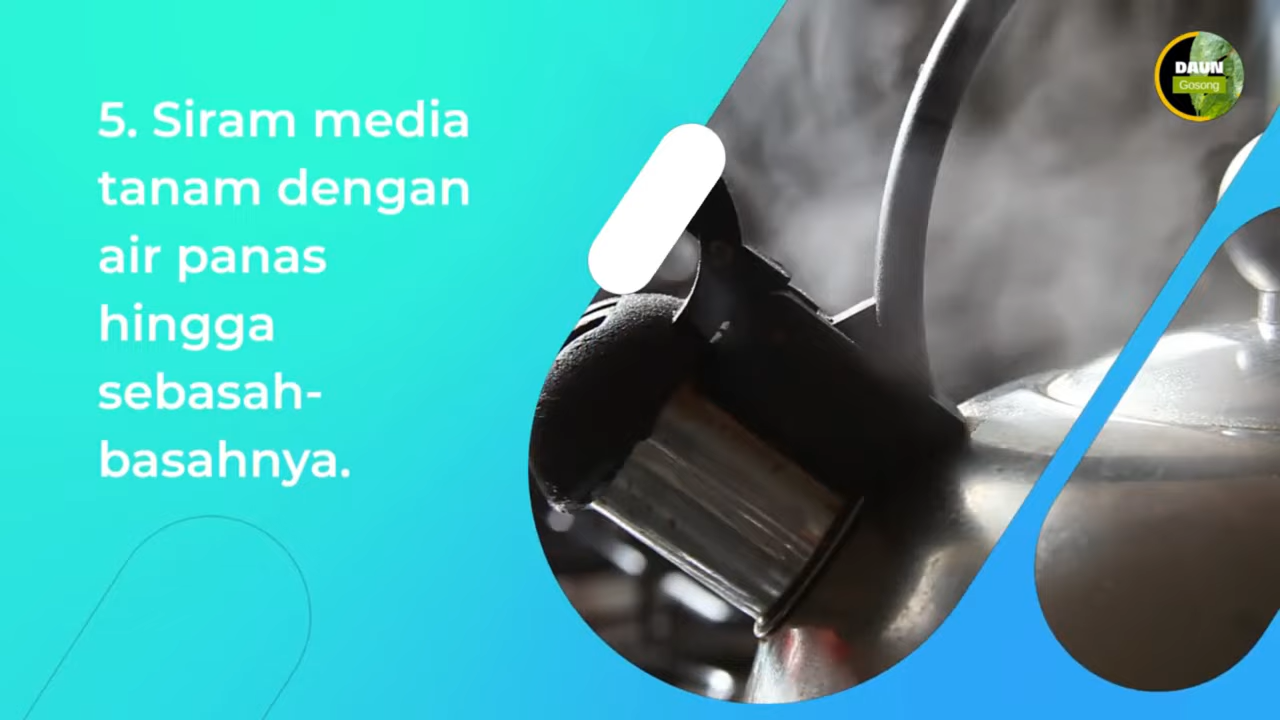 5. Siram media
tanam dengan
air panas
hingga
sebasah-
basahnya.
DAUN
Gosong